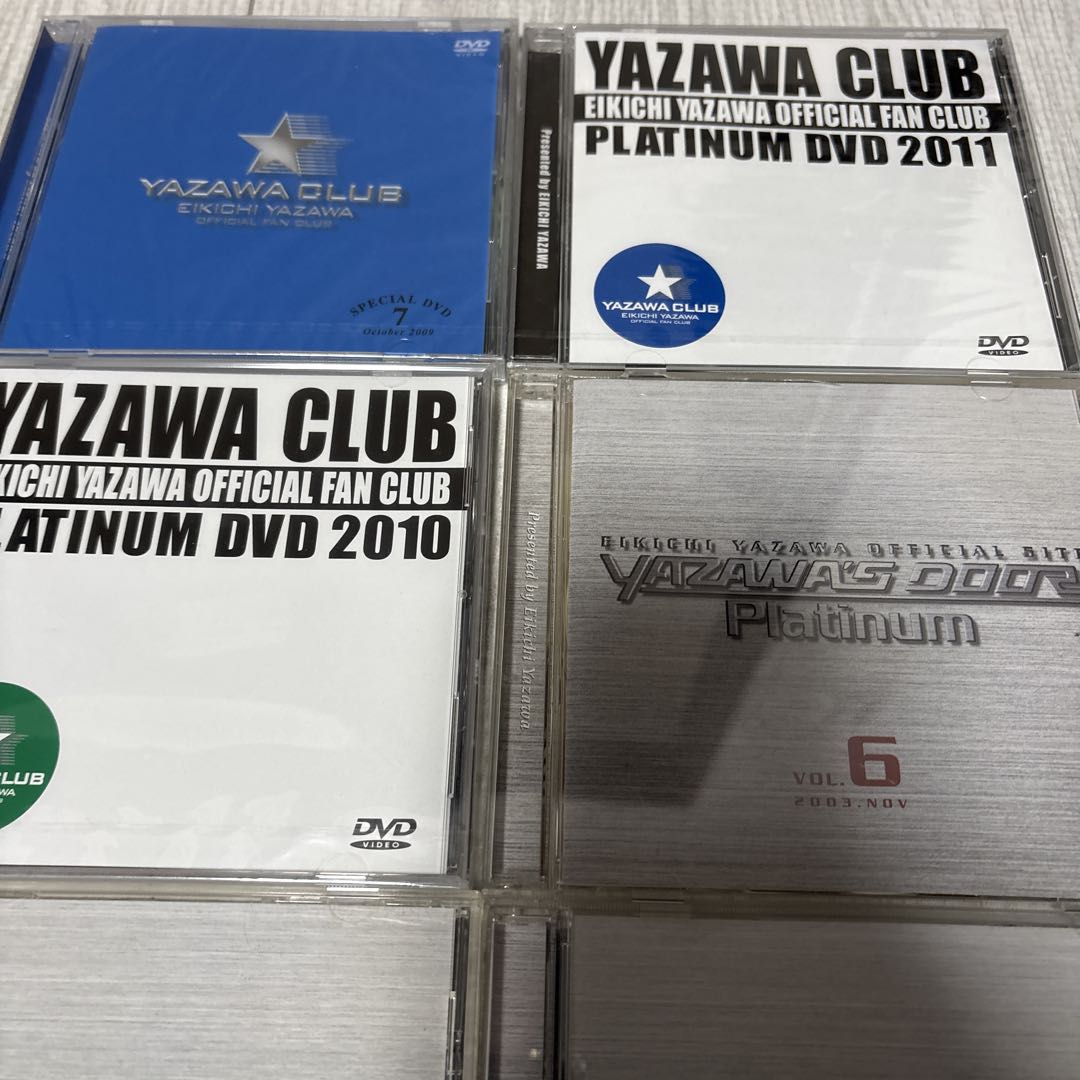 DVD
VIDEO
YAZAWA CLUB
EIKICHI YAZAWA
OFFICIAL FAN CLUB
SPECIAL DVD
7
October 2009
Presented by EIKICHI YAZAWA
YAZAWA CLUB
EIKICHI YAZAWA OFFICIAL FAN CLUB
PLATINUM DVD 2011
YAZAWA CLUB
EIKICHI YAZAWA
OFFICIAL FAN CLUB
DVD
VIDEO
YAZAWA CLUB
KICHI YAZAWA OFFICIAL FAN CLUB
LATINUM DVD 2010
CLUB
WA
DVD
VIDEO
Presented by Eikichi Yazawa
EIKICHI YAZAWA OFFICIAL SITE
YAZAWA'S DOOR
Platinum
VOL.6
2003.NOV